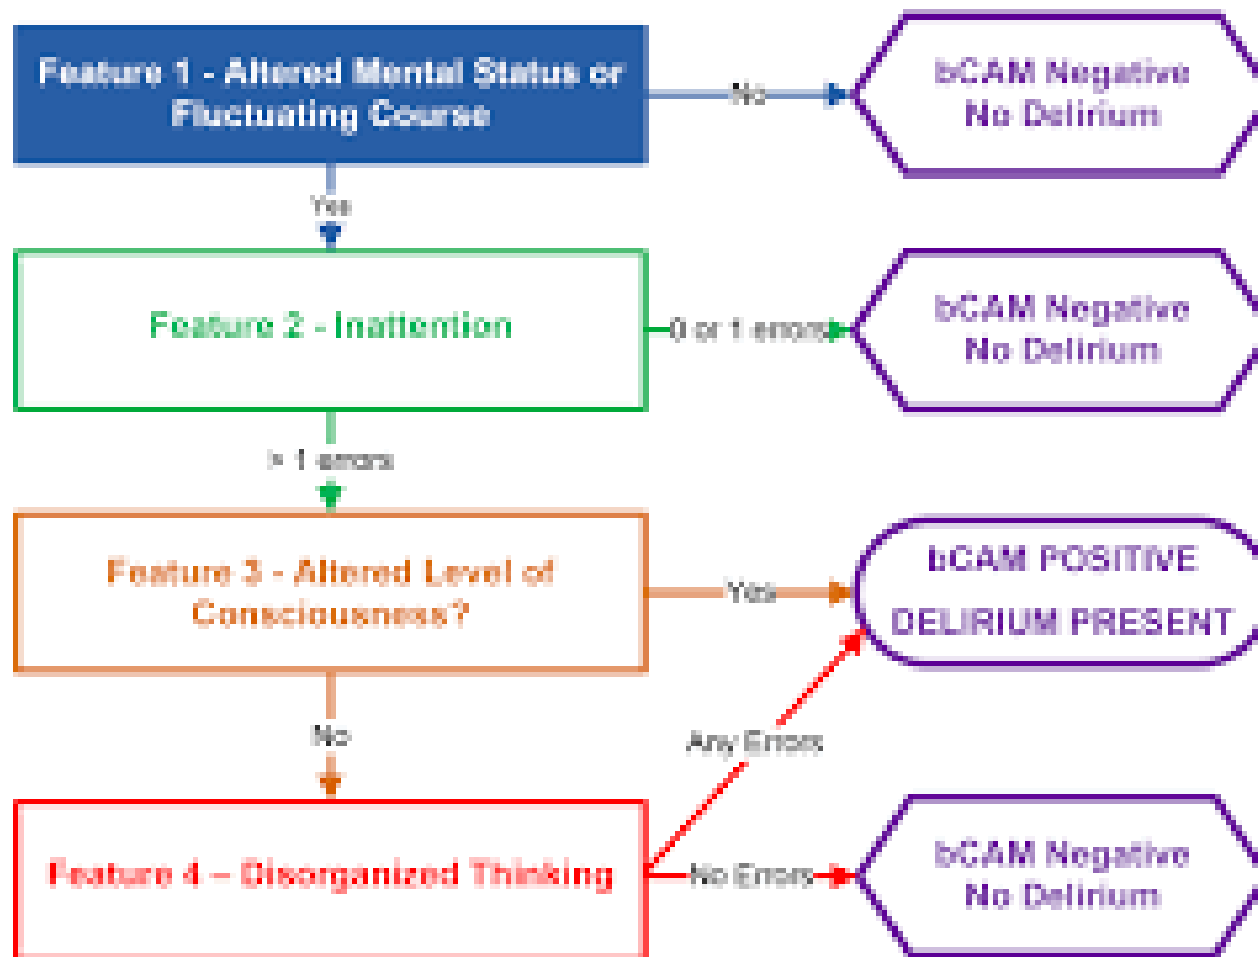 Feature 1 - Altered Mental Status or
Fluctuating Course
No
bCAM Negative
No Delirium
Yes
Feature 2 - Inattention
0 or 1 errors
bCAM Negative
No Delirium
> 1 errors
Feature 3 - Altered Level of
Consciousness?
Yes
bCAM POSITIVE
DELIRIUM PRESENT
No
Any Errors
Feature 4 – Disorganized Thinking
No Errors
bCAM Negative
No Delirium